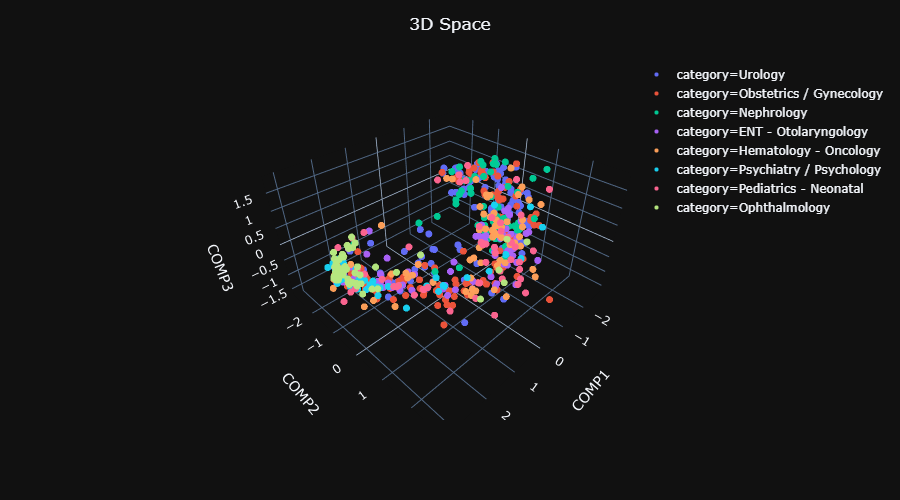 3D Space
category=Urology
category=Obstetrics / Gynecology
category=Nephrology
category=ENT - Otolaryngology
category=Hematology - Oncology
category=Psychiatry / Psychology
category=Pediatrics - Neonatal
category=Ophthalmology
1.5
1
0.5
0
−0.5
−1
−1.5
COMP3
−2
−1
0
1
COMP2
−2
−1
0
1
2
COMP1